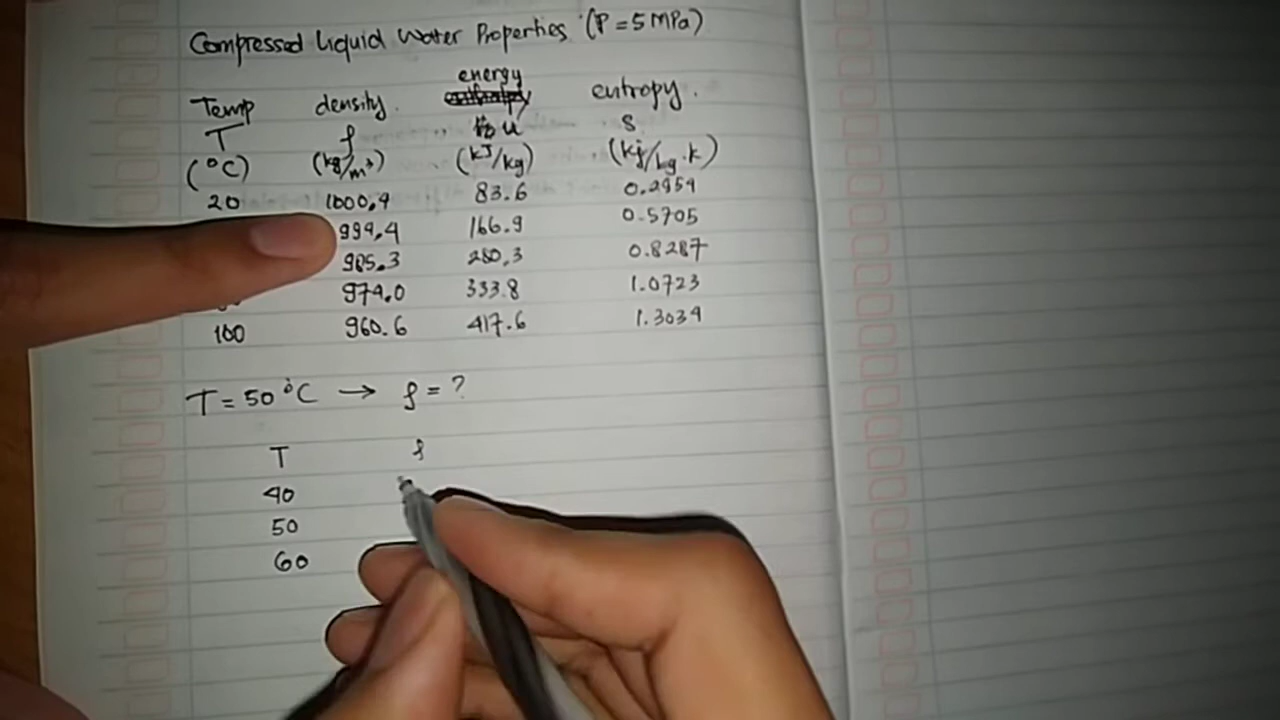 Compressed Liquid Water Properties (P = 5 MPa)
Temp density energy entropy
T ρ u s
(°C) (kg/m³) (kJ/kg) (kJ/kg.k)
20 1000,4 83.6 0.2954
999,4 166.9 0.5705
985.3 250,3 0.8287
974.0 333.8 1.0723
100 960.6 417.6 1.3034
T = 50°C → ρ = ?
T ρ
40
50
60